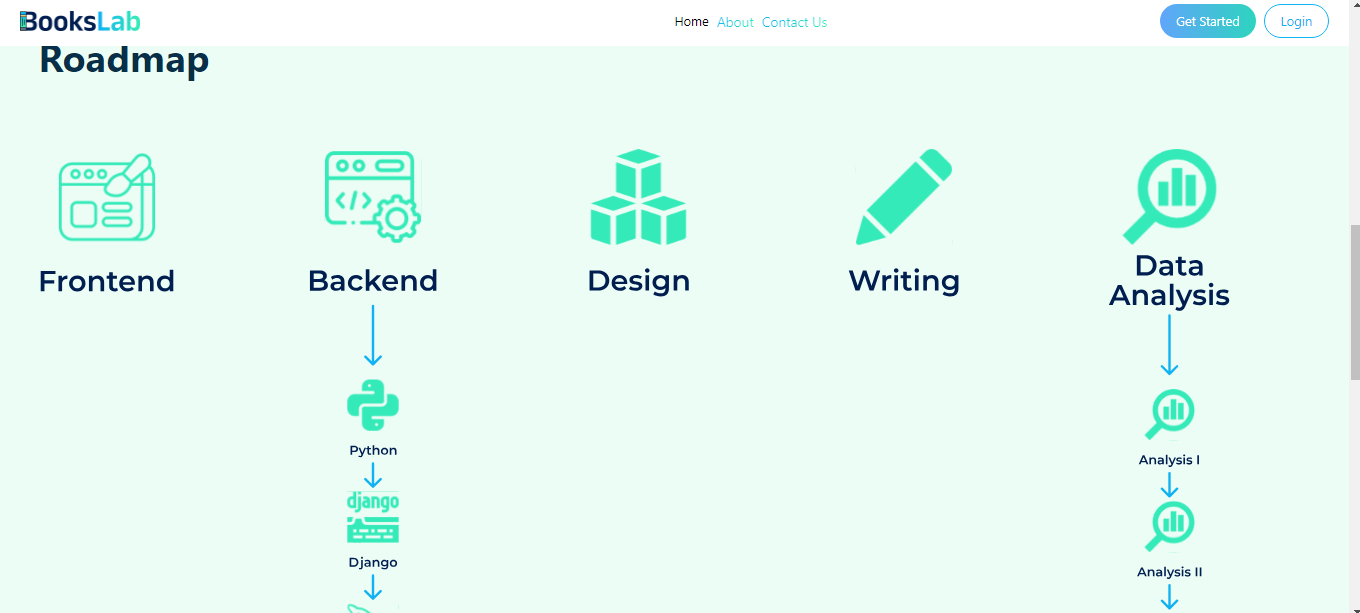 BooksLab
Home About Contact Us
Get Started
Login
Roadmap
Frontend
Backend
Design
Writing
Data
Analysis
Python
django
Django
Analysis I
Analysis II